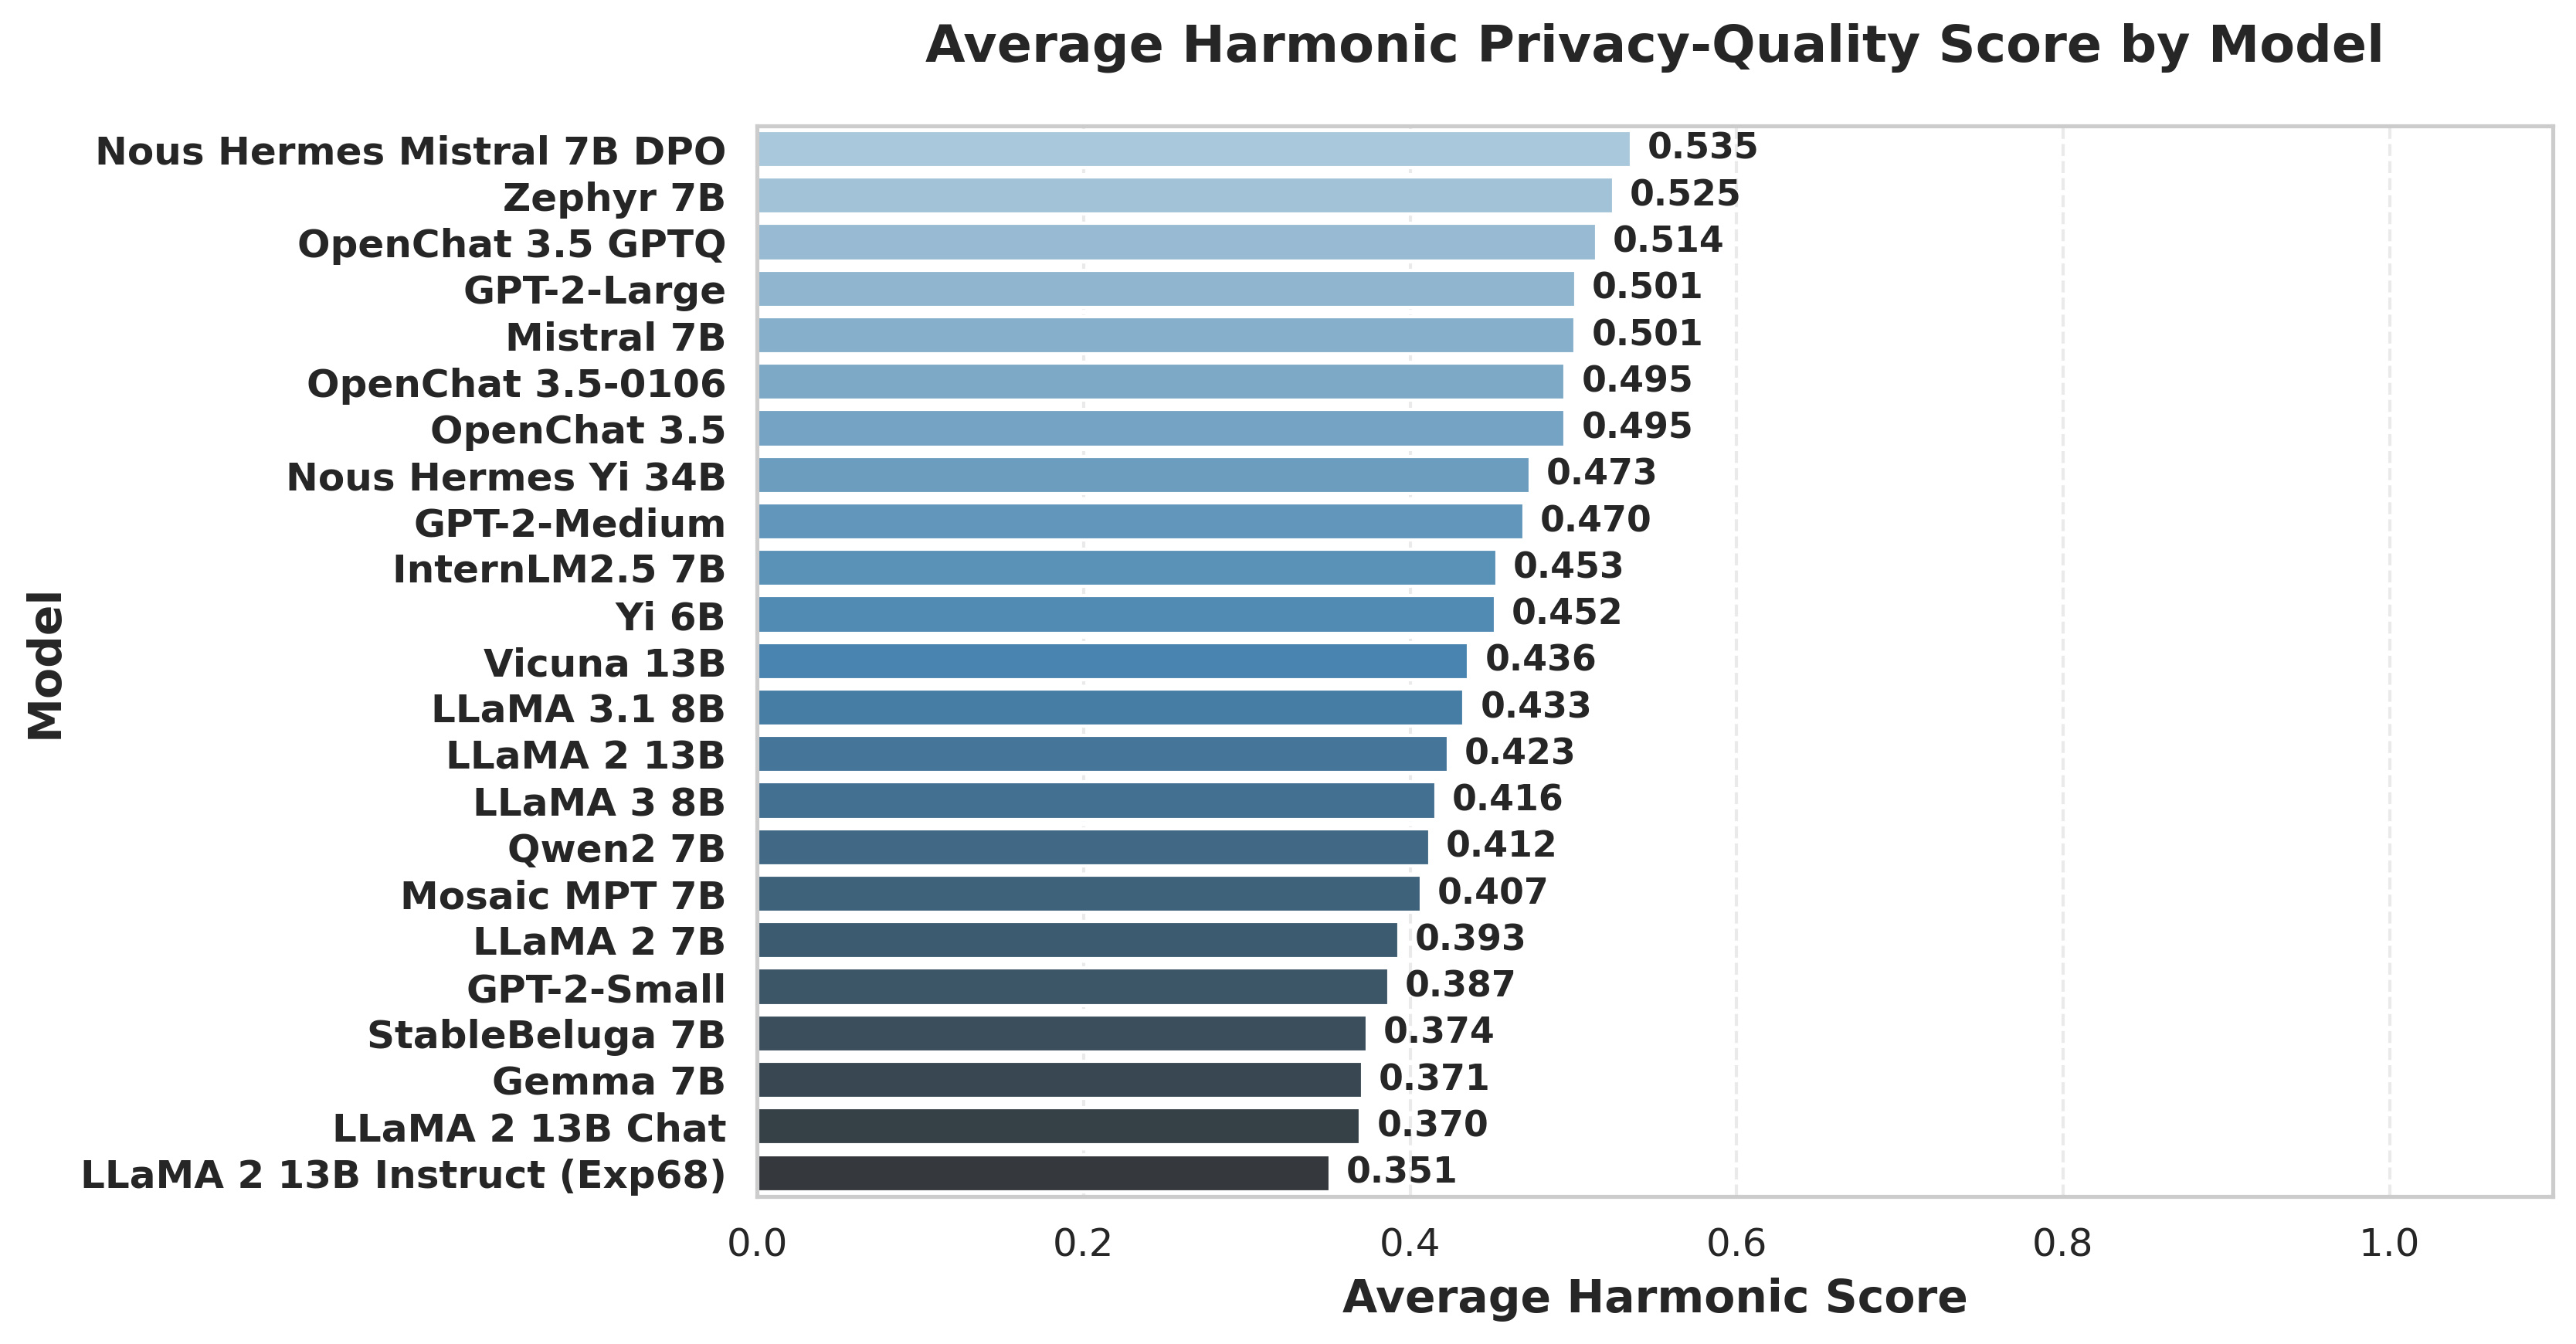 Average Harmonic Privacy-Quality Score by Model
Model
Nous Hermes Mistral 7B DPO 0.535
Zephyr 7B 0.525
OpenChat 3.5 GPTQ 0.514
GPT-2-Large 0.501
Mistral 7B 0.501
OpenChat 3.5-0106 0.495
OpenChat 3.5 0.495
Nous Hermes Yi 34B 0.473
GPT-2-Medium 0.470
InternLM2.5 7B 0.453
Yi 6B 0.452
Vicuna 13B 0.436
LLaMA 3.1 8B 0.433
LLaMA 2 13B 0.423
LLaMA 3 8B 0.416
Qwen2 7B 0.412
Mosaic MPT 7B 0.407
LLaMA 2 7B 0.393
GPT-2-Small 0.387
StableBeluga 7B 0.374
Gemma 7B 0.371
LLaMA 2 13B Chat 0.370
LLaMA 2 13B Instruct (Exp68) 0.351
0.0 0.2 0.4 0.6 0.8 1.0
Average Harmonic Score